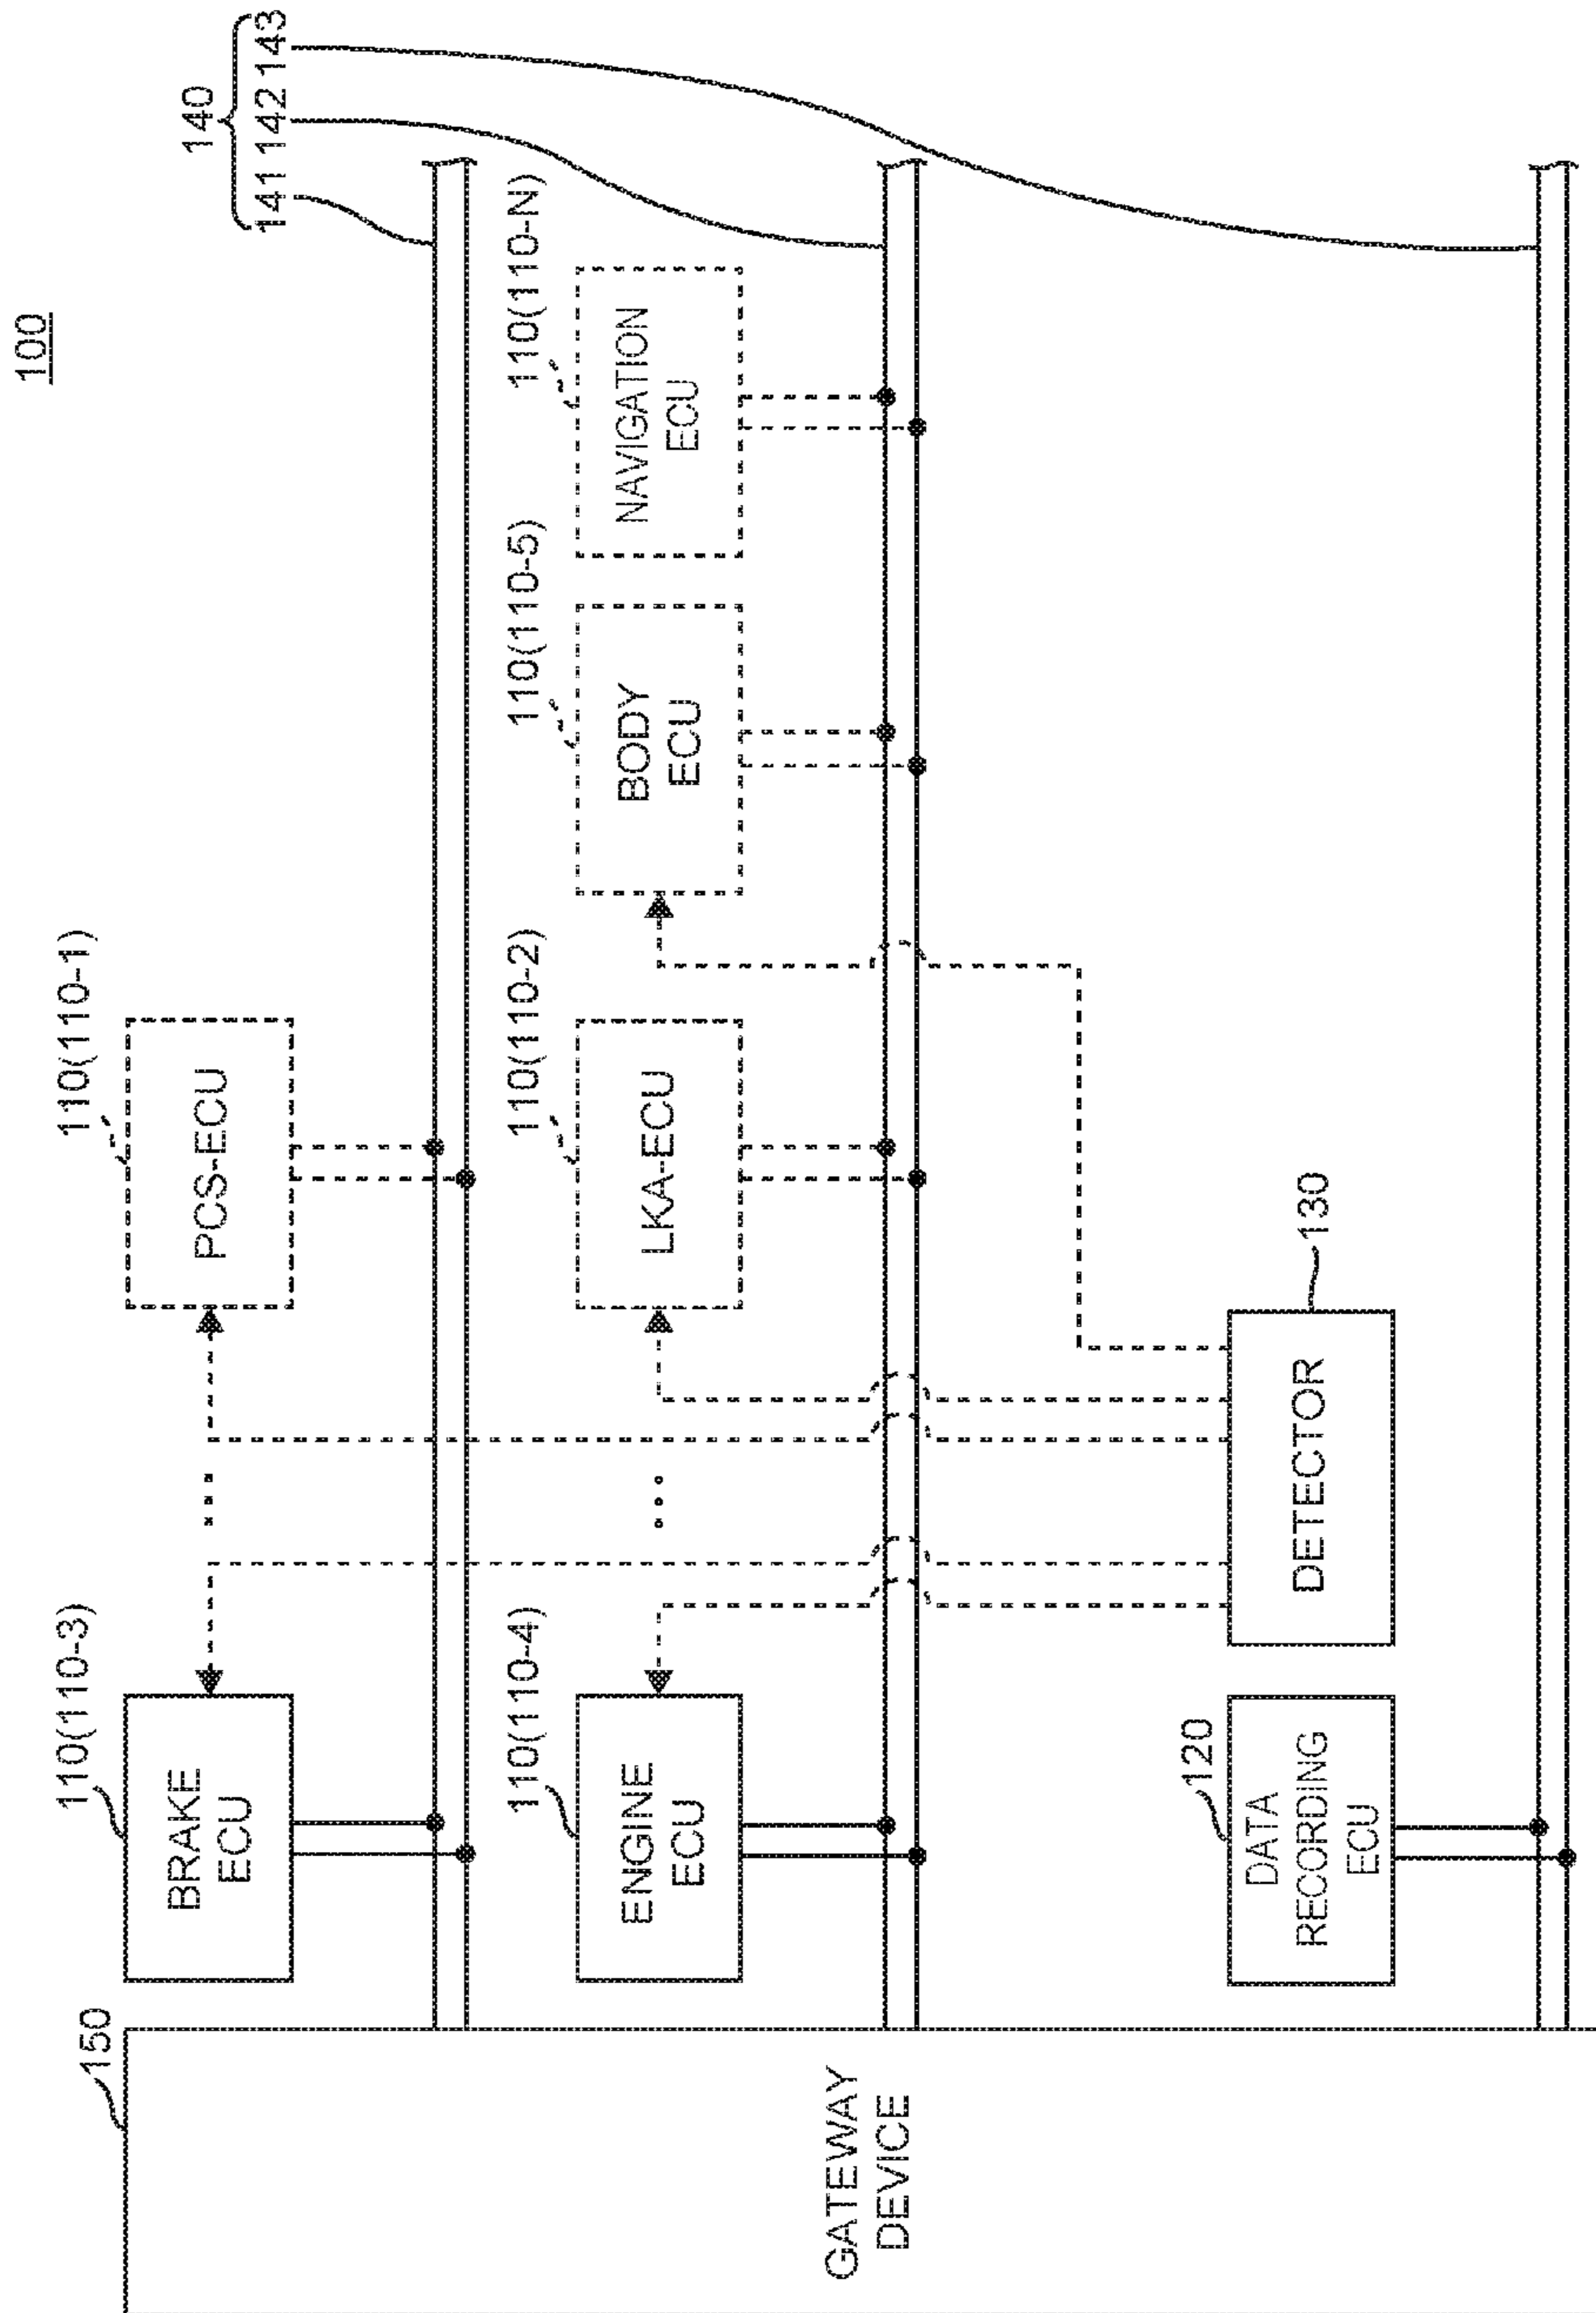 100
140
141 142 143
110(110-3)
BRAKE
ECU
110(110-1)
PCS-ECU
150
GATEWAY
DEVICE
110(110-4)
ENGINE
ECU
110(110-2)
LKA-ECU
110(110-5)
BODY
ECU
110(110-N)
NAVIGATION
ECU
120
DATA
RECORDING
ECU
130
DETECTOR